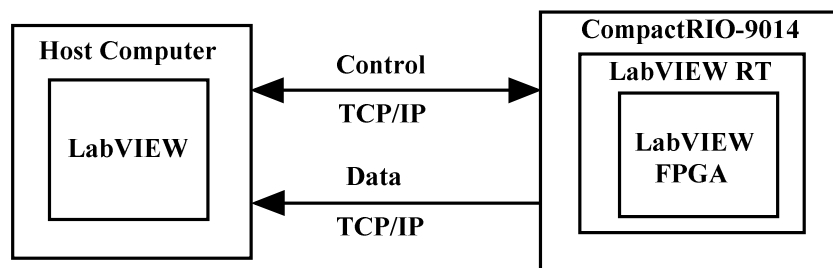 Host Computer
LabVIEW
Control
TCP/IP
Data
TCP/IP
CompactRIO-9014
LabVIEW RT
LabVIEW
FPGA